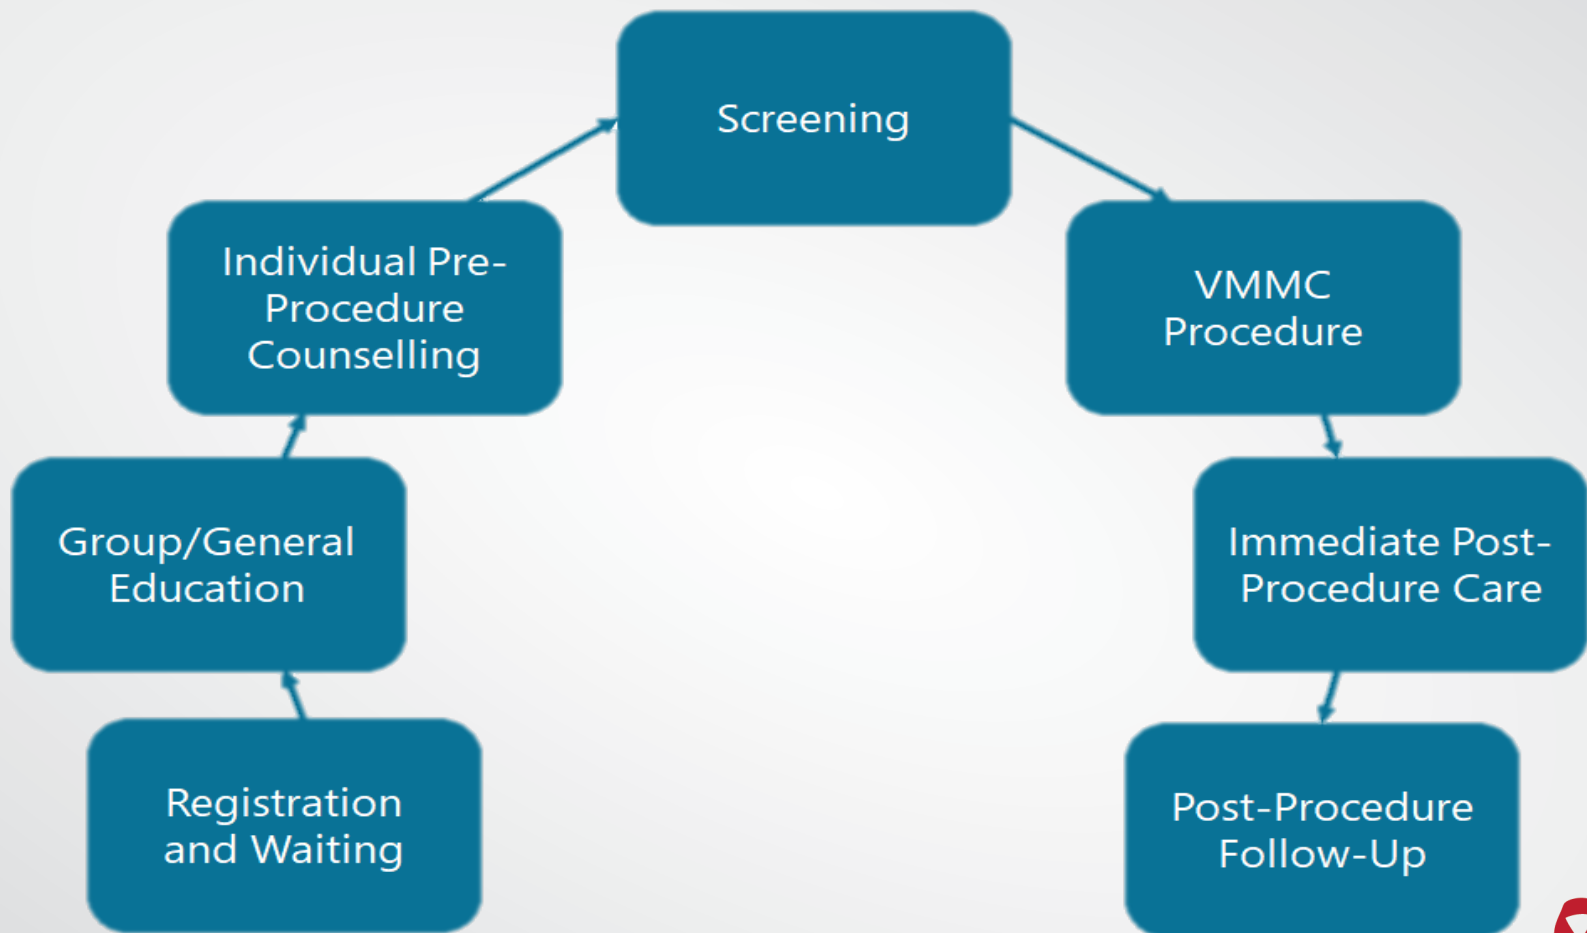 Screening
Individual Pre-
Procedure
Counselling
VMMC
Procedure
Group/General
Education
Immediate Post-
Procedure Care
Registration
and Waiting
Post-Procedure
Follow-Up